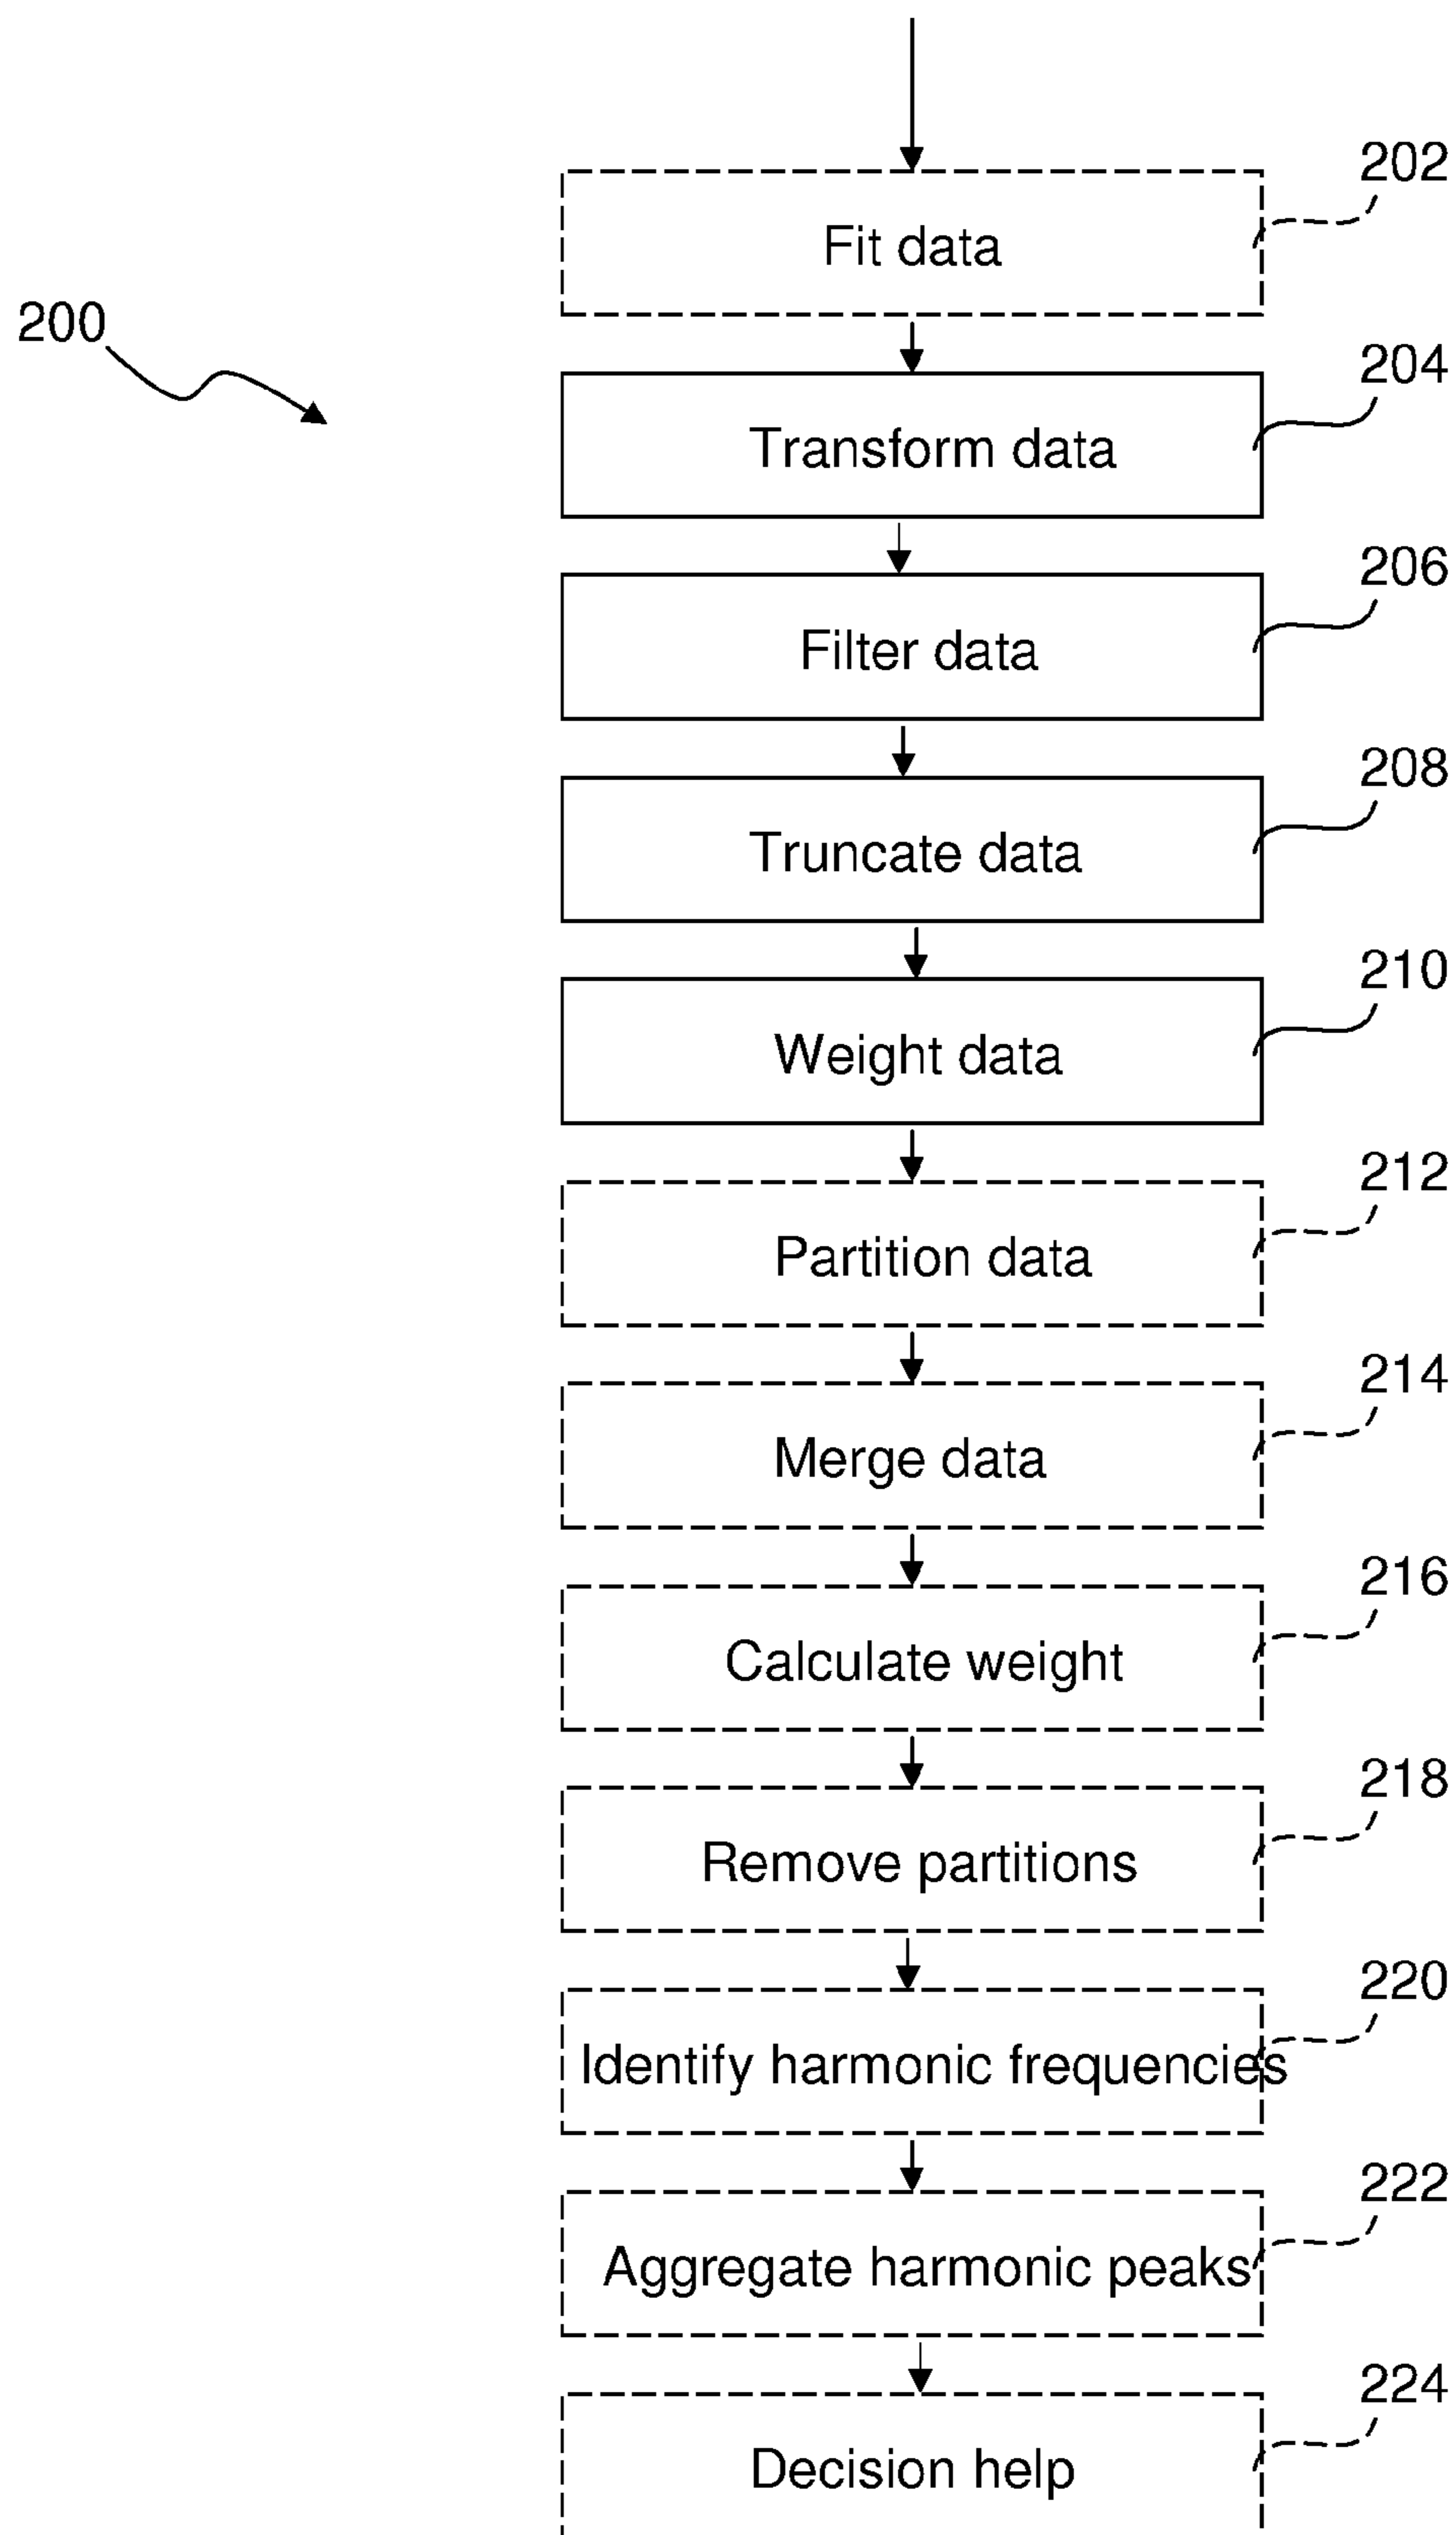 202
Fit data
200
204
Transform data
206
Filter data
208
Truncate data
210
Weight data
212
Partition data
214
Merge data
216
Calculate weight
218
Remove partitions
220
Identify harmonic frequencies
222
Aggregate harmonic peaks
224
Decision help